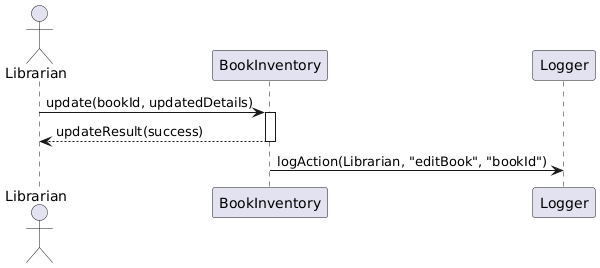 Librarian
BookInventory
Logger
update(bookId, updatedDetails)
updateResult(success)
logAction(Librarian, "editBook", "bookId")
Librarian
BookInventory
Logger